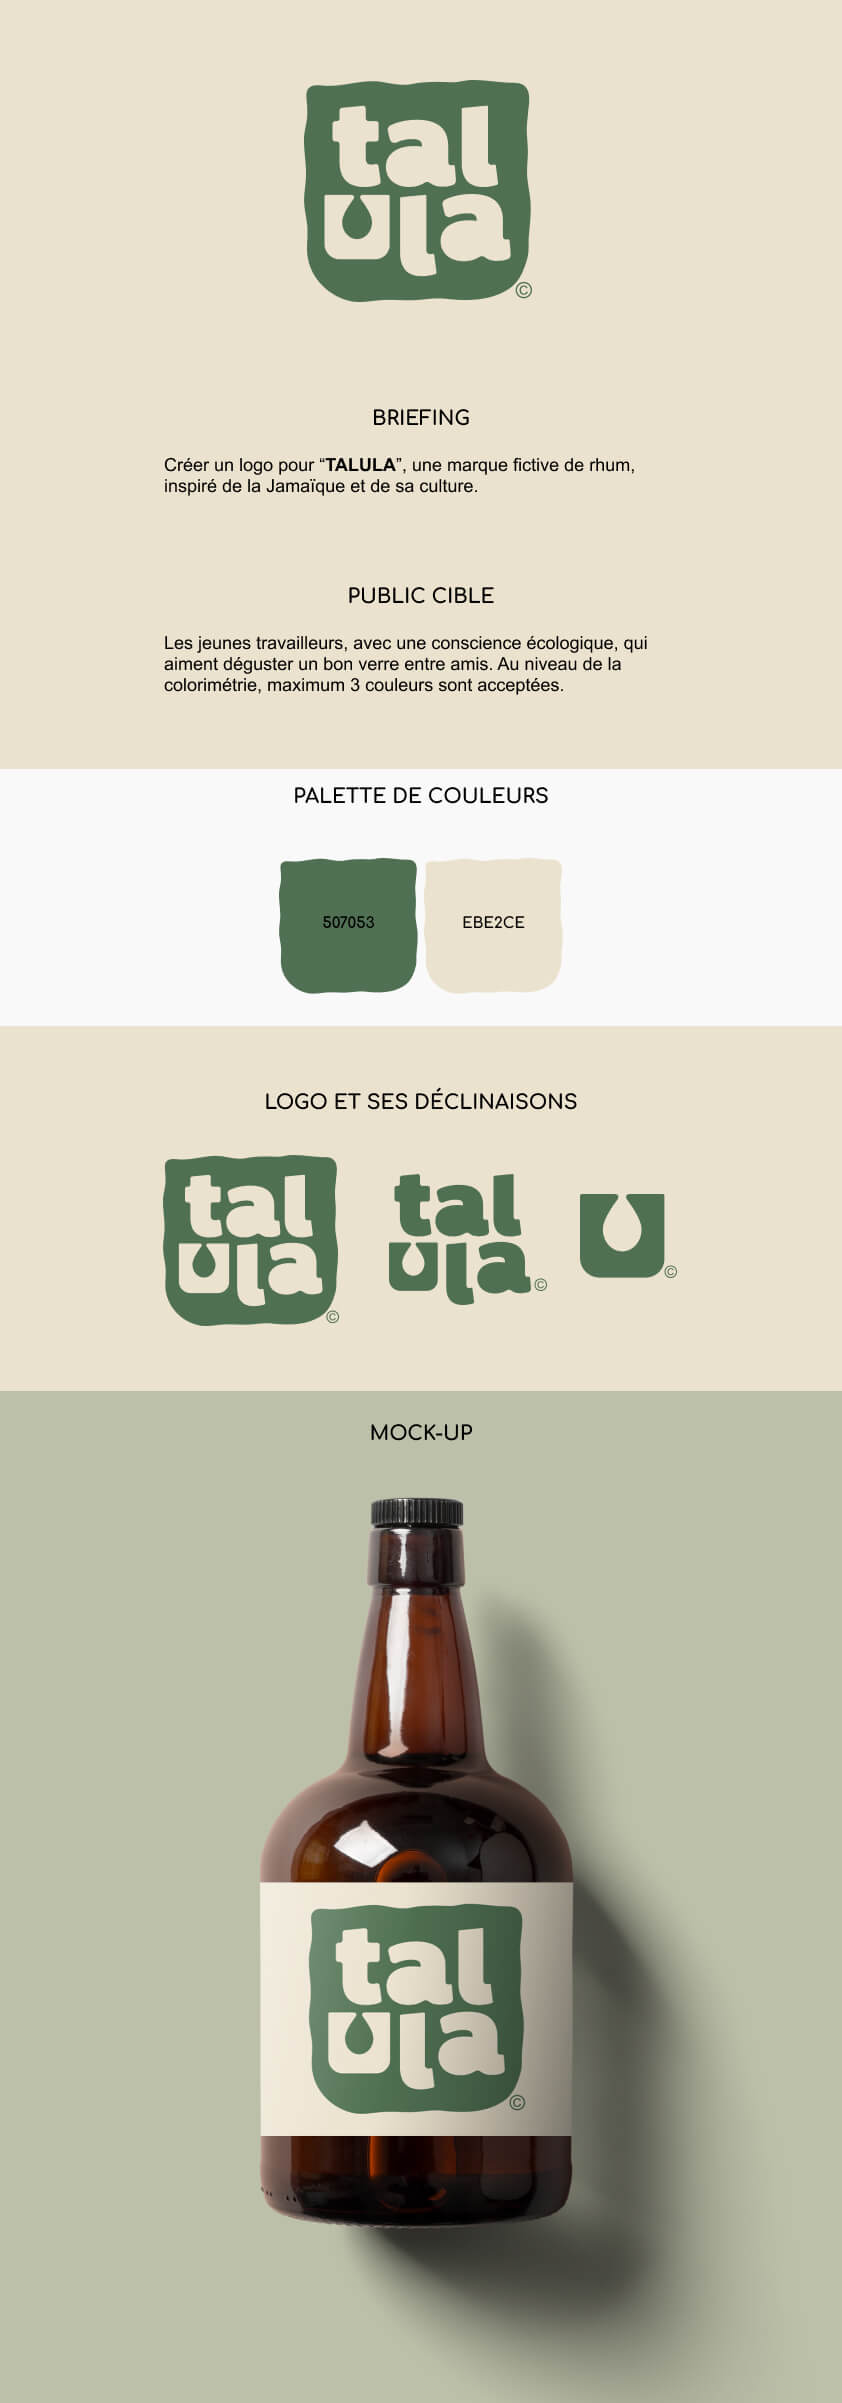 tal
ula
©
BRIEFING
Créer un logo pour “TALULA”, une marque fictive de rhum,
inspiré de la Jamaïque et de sa culture.
PUBLIC CIBLE
Les jeunes travailleurs, avec une conscience écologique, qui
aiment déguster un bon verre entre amis. Au niveau de la
colorimétrie, maximum 3 couleurs sont acceptées.
PALETTE DE COULEURS
507053 EBE2CE
LOGO ET SES DÉCLINAISONS
tal
ula
©
tal
ula
©
u
©
MOCK-UP
tal
ula
©